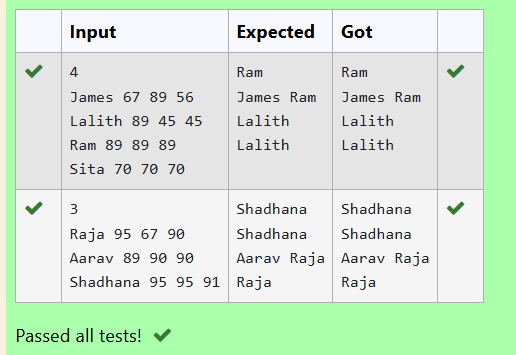 Input Expected Got
4 Ram Ram
James 67 89 56 James Ram James Ram
Lalith 89 45 45 Lalith Lalith
Ram 89 89 89 Lalith Lalith
Sita 70 70 70
3 Shadhana Shadhana
Raja 95 67 90 Shadhana Shadhana
Aarav 89 90 90 Aarav Raja Aarav Raja
Shadhana 95 95 91 Raja Raja
Passed all tests!